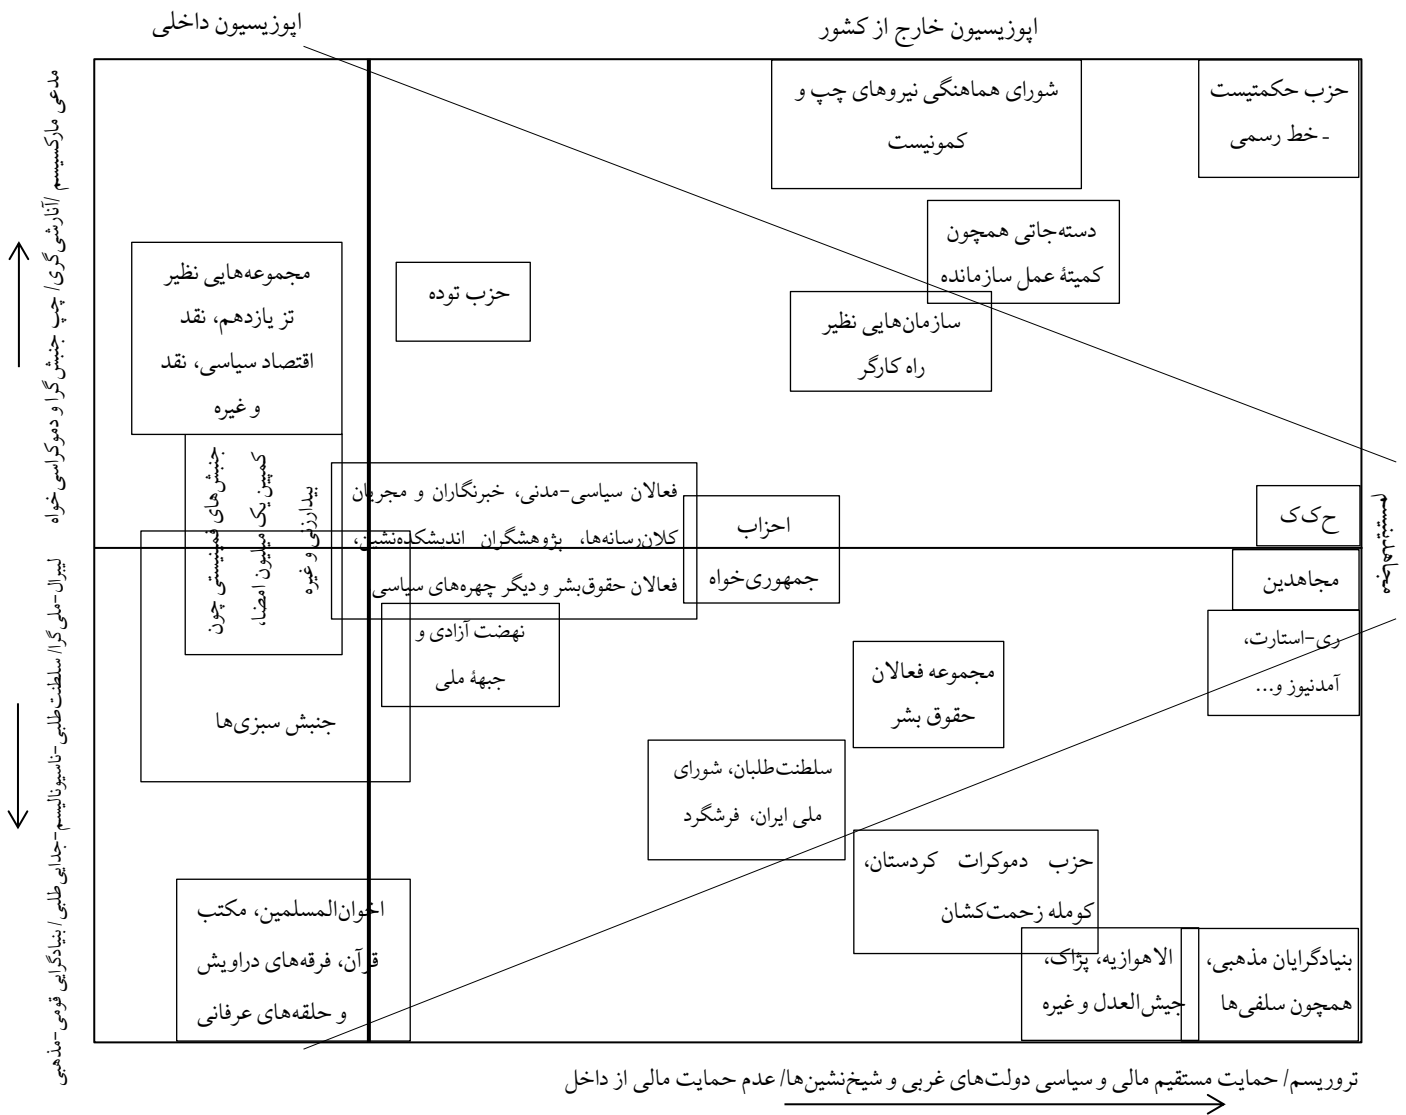 اپوزیسیون خارج از کشور
اپوزیسیون داخلی
حزب حکمتیست
- خط رسمی
شورای هماهنگی نیروهای چپ و
کمونیست
دسته‌جاتی همچون
کمیتهٔ عمل سازمانده
سازمان‌هایی نظیر
راه کارگر
حزب توده
مجموعه‌هایی نظیر
تز یازدهم، نقد
اقتصاد سیاسی، نقد
و غیره
جنبش‌های فمینیستی چون
کمپین یک میلیون امضا،
بیدارزنی و غیره
فعالان سیاسی-مدنی، خبرنگاران و مجریان
کلان‌رسانه‌ها، پژوهشگران اندیشکده‌نشین،
فعالان حقوق‌بشر و دیگر چهره‌های سیاسی
احزاب
جمهوری‌خواه
ح‌ک‌ک
مجاهدین
ری-استارت،
آمدنیوز و...
مجاهدینیسم
نهضت آزادی و
جبههٔ ملی
مجموعه فعالان
حقوق بشر
جنبش سبزی‌ها
سلطنت‌طلبان، شورای
ملی ایران، فرشگرد
حزب دموکرات کردستان،
کومله زحمت‌کشان
اخوان‌المسلمین، مکتب
قرآن، فرقه‌های دراویش
و حلقه‌های عرفانی
الاهوازیه، پژاک،
جیش‌العدل و غیره
بنیادگرایان مذهبی،
همچون سلفی‌ها
مدعی مارکسیسم /آنارشی‌گری/ چپ جنبش‌گرا و دموکراسی خواه
لیبرال-ملی‌گرا/ سلطنت‌طلبی-ناسیونالیسم-جدایی‌طلبی/ بنیادگرایی قومی-مذهبی
تروریسم/ حمایت مستقیم مالی و سیاسی دولت‌های غربی و شیخ‌نشین‌ها/ عدم حمایت مالی از داخل